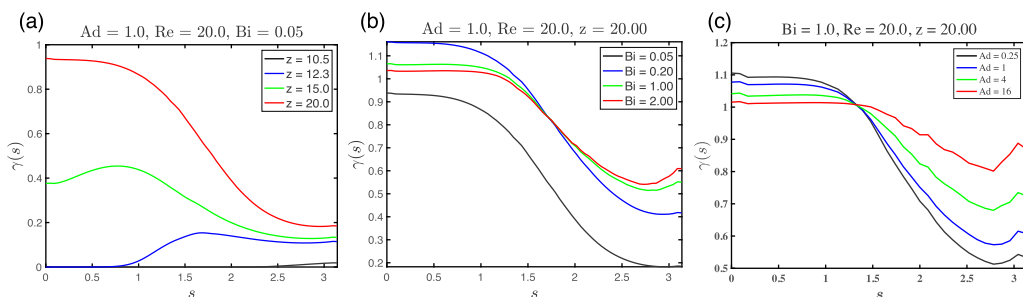 (a)
Ad = 1.0, Re = 20.0, Bi = 0.05
z = 10.5
z = 12.3
z = 15.0
z = 20.0
1
0.8
0.6
0.4
0.2
0
γ(s)
0 0.5 1 1.5 2 2.5 3
s
(b)
Ad = 1.0, Re = 20.0, z = 20.00
Bi = 0.05
Bi = 0.20
Bi = 1.00
Bi = 2.00
1.1
1
0.9
0.8
0.7
0.6
0.5
0.4
0.3
0.2
γ(s)
0 0.5 1 1.5 2 2.5 3
s
(c)
Bi = 1.0, Re = 20.0, z = 20.00
Ad = 0.25
Ad = 1
Ad = 4
Ad = 16
1.3
1.2
1.1
1
0.9
0.8
0.7
0.6
0.5
γ(s)
0 0.5 1 1.5 2 2.5 3
s